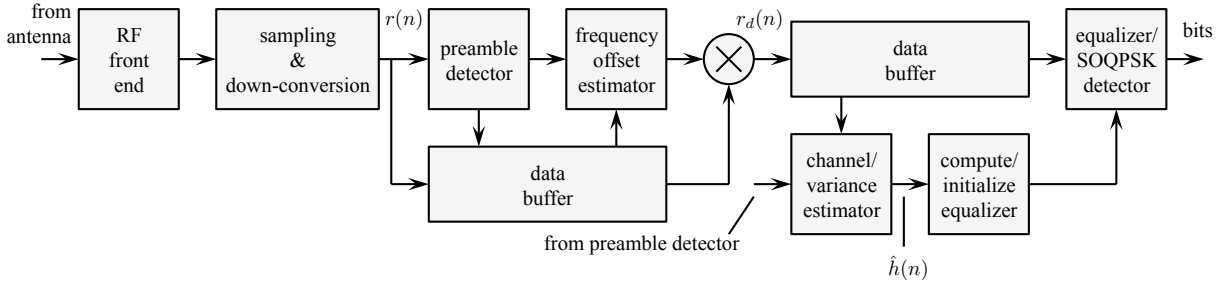 from
antenna
RF
front
end
sampling
&
down-conversion
r(n)
preamble
detector
frequency
offset
estimator
r_d(n)
data
buffer
equalizer/
SOQPSK
detector
bits
data
buffer
channel/
variance
estimator
compute/
initialize
equalizer
from preamble detector
ĥ(n)